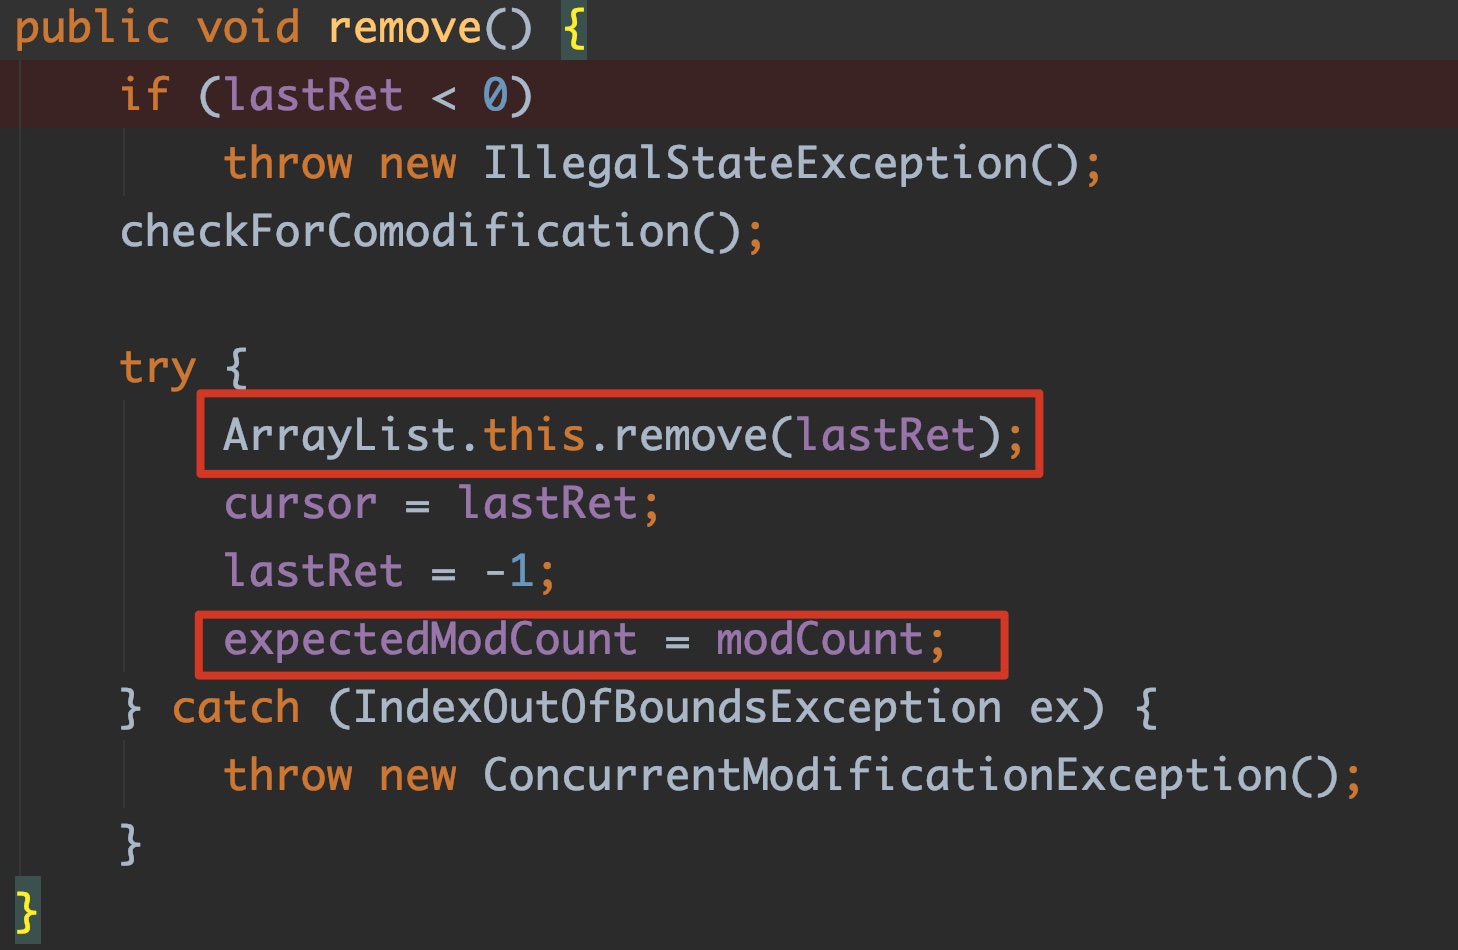 public void remove() {
if (lastRet < 0)
throw new IllegalStateException();
checkForComodification();
try {
ArrayList.this.remove(lastRet);
cursor = lastRet;
lastRet = -1;
expectedModCount = modCount;
} catch (IndexOutOfBoundsException ex) {
throw new ConcurrentModificationException();
}
}